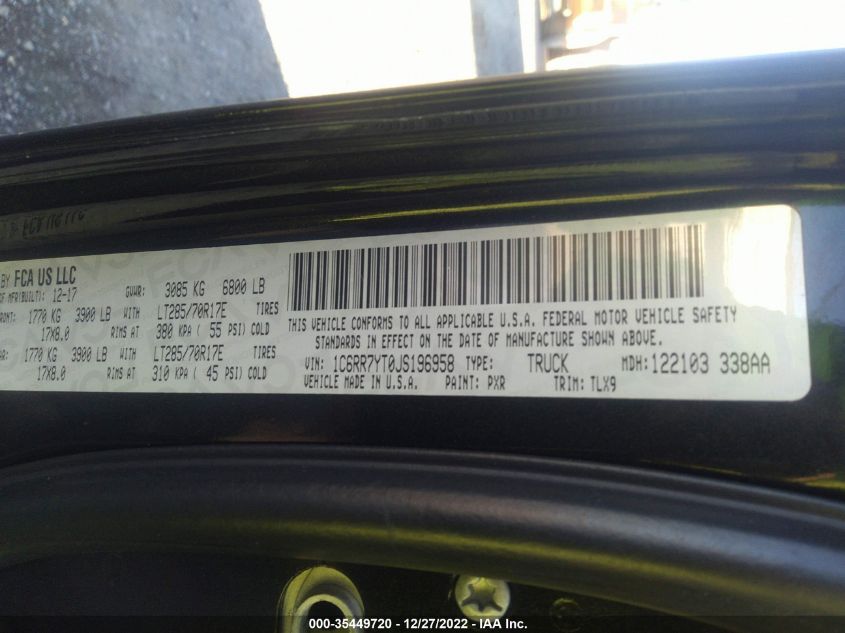 BY FCA US LLC
OF MFR(BUILT): 12-17 GVWR: 3085 KG 6800 LB
RONT: 1770 KG 3900 LB WITH LT285/70R17E TIRES
17X8.0 RIMS AT 380 KPA ( 55 PSI) COLD
AR: 1770 KG 3900 LB WITH LT285/70R17E TIRES
17X8.0 RIMS AT 310 KPA ( 45 PSI) COLD
THIS VEHICLE CONFORMS TO ALL APPLICABLE U.S.A. FEDERAL MOTOR VEHICLE SAFETY
STANDARDS IN EFFECT ON THE DATE OF MANUFACTURE SHOWN ABOVE.
VIN: 1C6RR7YT0JS196958 TYPE: TRUCK MDH: 122103 338AA
VEHICLE MADE IN U.S.A. PAINT: PXR TRIM: TLX9
000-35449720 - 12/27/2022 - IAA Inc.